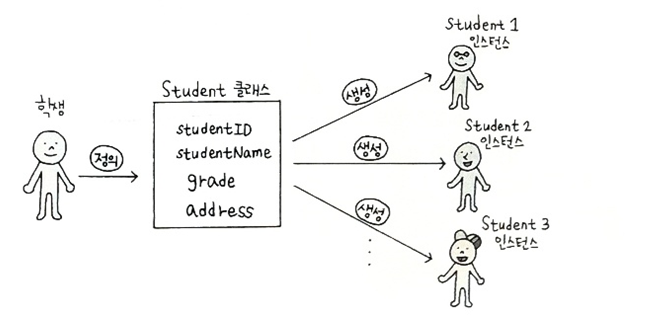 학생
정의
Student 클래스
studentID
studentName
grade
address
생성
Student 1
인스턴스
생성
Student 2
인스턴스
생성
Student 3
인스턴스